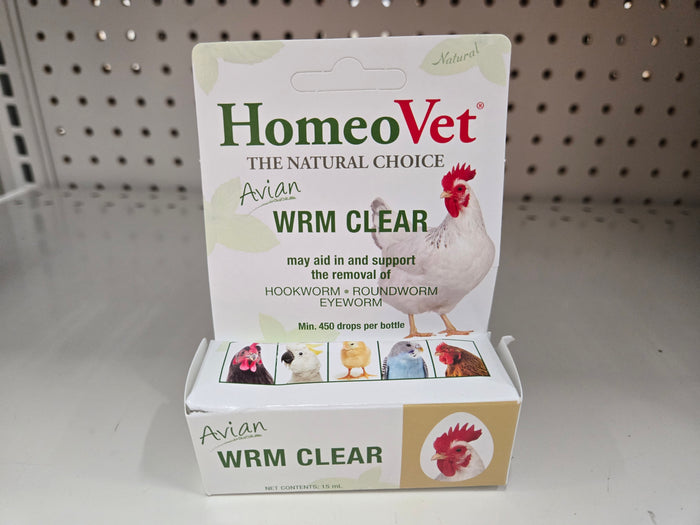 Natural
HomeoVet®
THE NATURAL CHOICE
Avian
WRM CLEAR
may aid in and support
the removal of
HOOKWORM • ROUNDWORM
EYEWORM
Min. 450 drops per bottle
Avian
WRM CLEAR
NET CONTENTS: 15 mL